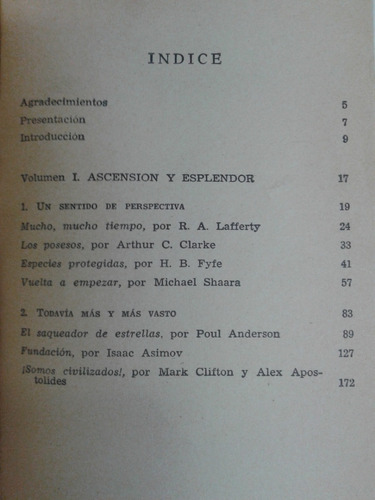 INDICE
Agradecimientos 5
Presentación 7
Introducción 9
Volumen I. ASCENSION Y ESPLENDOR 17
1. UN SENTIDO DE PERSPECTIVA 19
Mucho, mucho tiempo, por R. A. Lafferty 24
Los posesos, por Arthur C. Clarke 33
Especies protegidas, por H. B. Fyfe 41
Vuelta a empezar, por Michael Shaara 57
2. TODAVÍA MÁS Y MÁS VASTO 83
El saqueador de estrellas, por Poul Anderson 89
Fundación, por Isaac Asimov 127
¡Somos civilizados!, por Mark Clifton y Alex Apos-
tolides 172